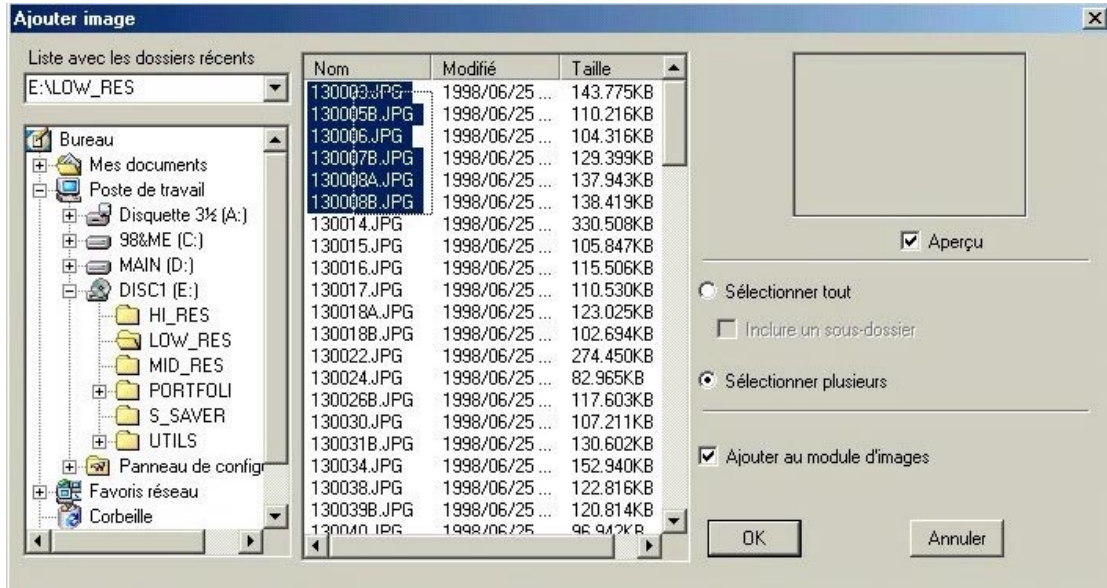 Ajouter image
Liste avec les dossiers récents
E:\LOW_RES
Bureau
Mes documents
Poste de travail
Disquette 3½ (A:)
98&ME (C:)
MAIN (D:)
DISC1 (E:)
HI_RES
LOW_RES
MID_RES
PORTFOLI
S_SAVER
UTILS
Panneau de config
Favoris réseau
Corbeille
Nom Modifié Taille
130003.JPG 1998/06/25 ... 143.775KB
130005B.JPG 1998/06/25 ... 110.216KB
130006.JPG 1998/06/25 ... 104.316KB
130007B.JPG 1998/06/25 ... 129.399KB
130008A.JPG 1998/06/25 ... 137.943KB
130008B.JPG 1998/06/25 ... 138.419KB
130014.JPG 1998/06/25 ... 330.508KB
130015.JPG 1998/06/25 ... 105.847KB
130016.JPG 1998/06/25 ... 115.506KB
130017.JPG 1998/06/25 ... 110.530KB
130018A.JPG 1998/06/25 ... 123.025KB
130018B.JPG 1998/06/25 ... 102.694KB
130022.JPG 1998/06/25 ... 274.450KB
130024.JPG 1998/06/25 ... 82.965KB
130026B.JPG 1998/06/25 ... 117.603KB
130030.JPG 1998/06/25 ... 107.211KB
130031B.JPG 1998/06/25 ... 130.602KB
130034.JPG 1998/06/25 ... 152.940KB
130038.JPG 1998/06/25 ... 122.816KB
130039B.JPG 1998/06/25 ... 120.814KB
130040.JPG 1998/06/25 96.942KB
Aperçu
Sélectionner tout
Inclure un sous-dossier
Sélectionner plusieurs
Ajouter au module d'images
OK
Annuler